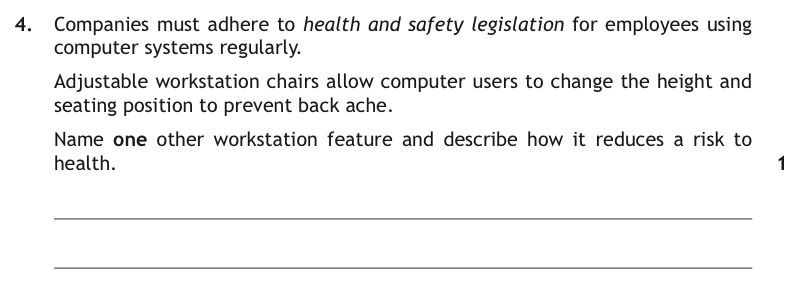 4. Companies must adhere to health and safety legislation for employees using
computer systems regularly.
Adjustable workstation chairs allow computer users to change the height and
seating position to prevent back ache.
Name one other workstation feature and describe how it reduces a risk to
health. 1